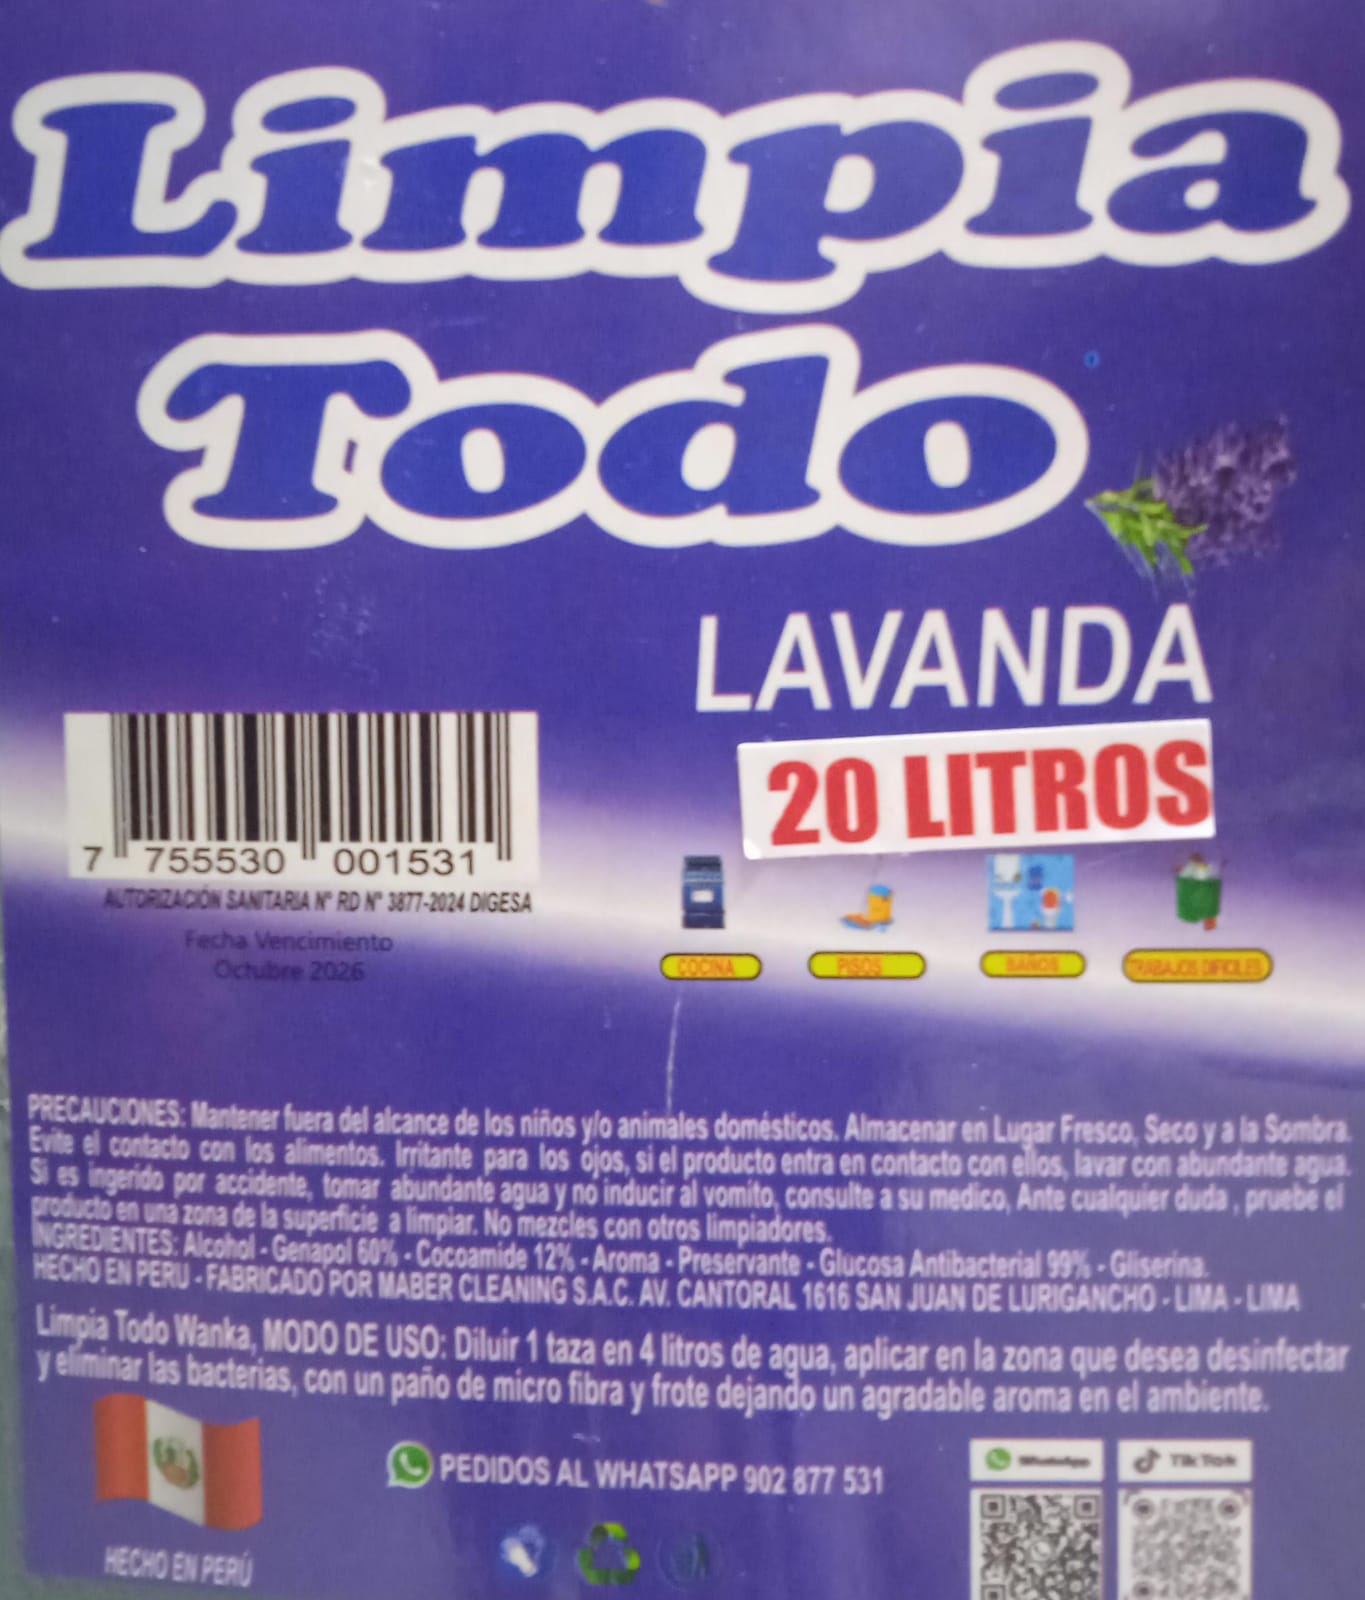 Limpia
Todo
LAVANDA
20 LITROS
7 755530 001531
AUTORIZACIÓN SANITARIA N° RD N° 3877-2024 DIGESA
Fecha Vencimiento
Octubre 2026
COCINA
PISOS
BAÑOS
TRABAJOS DIFICILES
PRECAUCIONES: Mantener fuera del alcance de los niños y/o animales domésticos. Almacenar en Lugar Fresco, Seco y a la Sombra.
Evite el contacto con los alimentos. Irritante para los ojos, si el producto entra en contacto con ellos, lavar con abundante agua.
Si es ingerido por accidente, tomar abundante agua y no inducir al vomito, consulte a su medico, Ante cualquier duda , pruebe el
producto en una zona de la superficie a limpiar. No mezcles con otros limpiadores.
INGREDIENTES: Alcohol - Genapol 60% - Cocoamide 12% - Aroma - Preservante - Glucosa Antibacterial 99% - Gliserina.
HECHO EN PERU - FABRICADO POR MABER CLEANING S.A.C. AV. CANTORAL 1616 SAN JUAN DE LURIGANCHO - LIMA - LIMA
Limpia Todo Wanka, MODO DE USO: Diluir 1 taza en 4 litros de agua, aplicar en la zona que desea desinfectar
y eliminar las bacterias, con un paño de micro fibra y frote dejando un agradable aroma en el ambiente.
PEDIDOS AL WHATSAPP 902 877 531
WhatsApp
TikTok
HECHO EN PERÚ